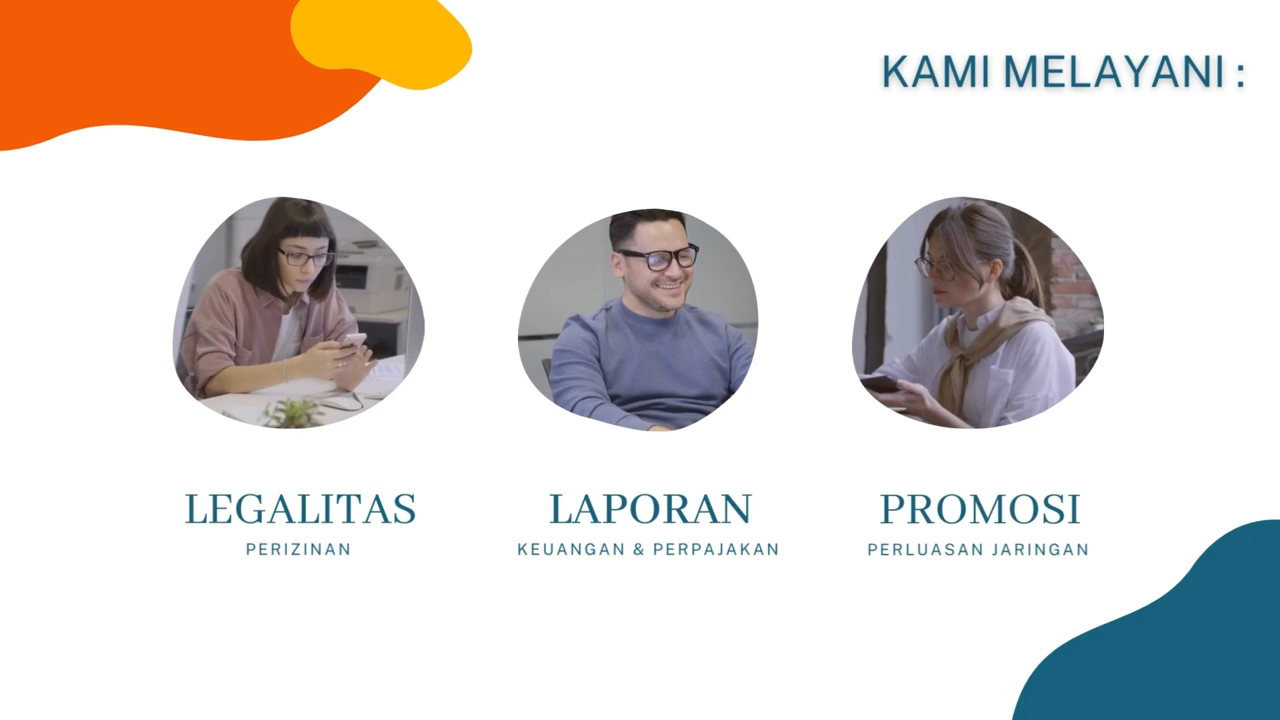 KAMI MELAYANI :
LEGALITAS
PERIZINAN
LAPORAN
KEUANGAN & PERPAJAKAN
PROMOSI
PERLUASAN JARINGAN